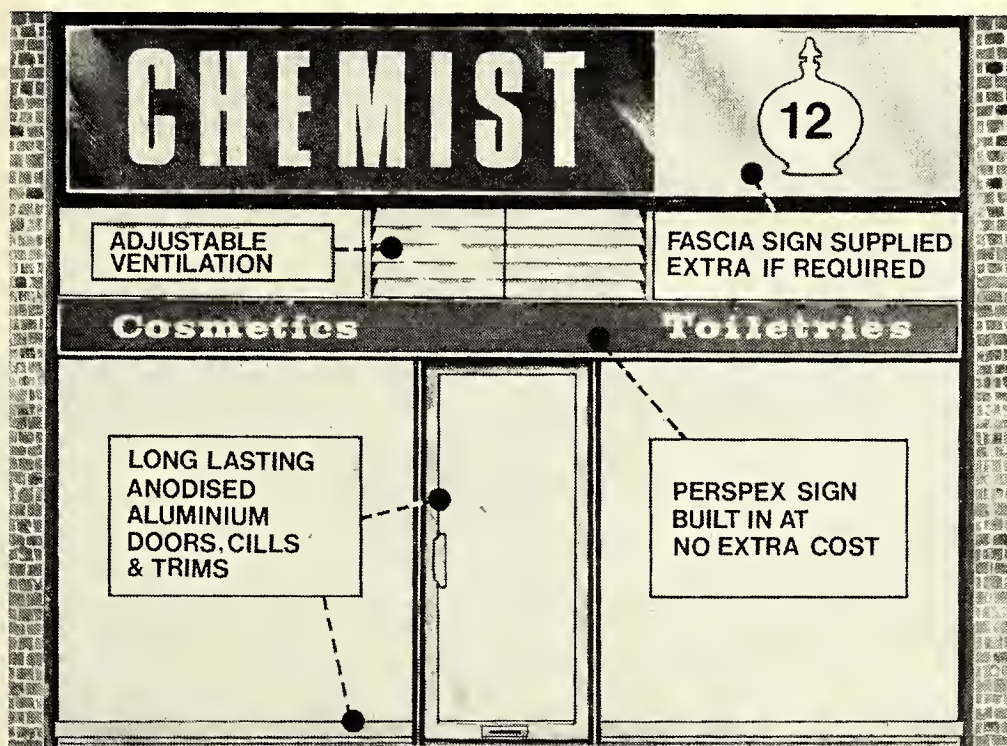 CHEMIST
12
ADJUSTABLE
VENTILATION
FASCIA SIGN SUPPLIED
EXTRA IF REQUIRED
Cosmetics
Toiletries
LONG LASTING
ANODISED
ALUMINIUM
DOORS, CILLS
& TRIMS
PERSPEX SIGN
BUILT IN AT
NO EXTRA COST